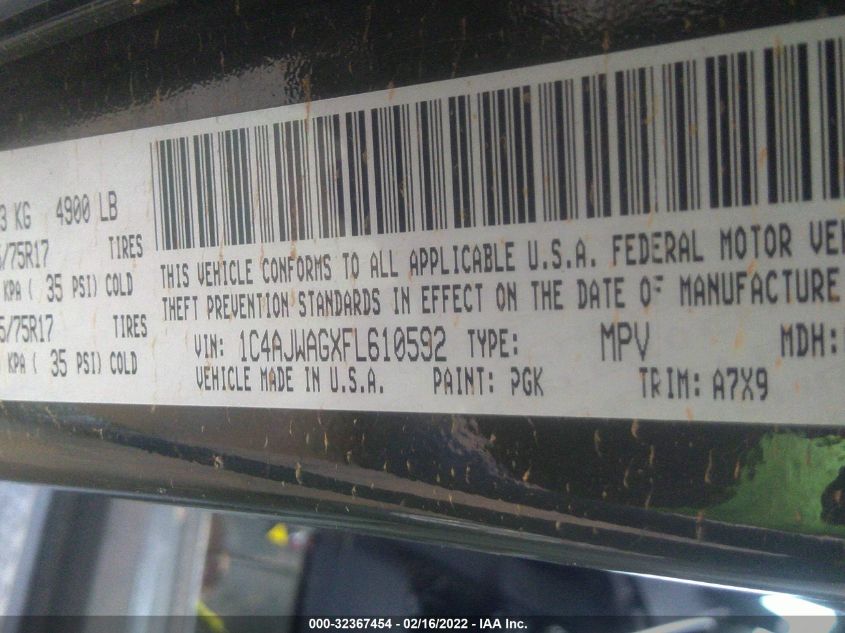 3 KG 4900 LB
/75R17 TIRES
KPA ( 35 PSI) COLD
5/75R17 TIRES
KPA ( 35 PSI) COLD
THIS VEHICLE CONFORMS TO ALL APPLICABLE U.S.A. FEDERAL MOTOR VEH
THEFT PREVENTION STANDARDS IN EFFECT ON THE DATE OF MANUFACTURE
VIN: 1C4AJWAGXFL610592 TYPE: MPV MDH:
VEHICLE MADE IN U.S.A. PAINT: PGK TRIM: A7X9
000-32367454 - 02/16/2022 - IAA Inc.